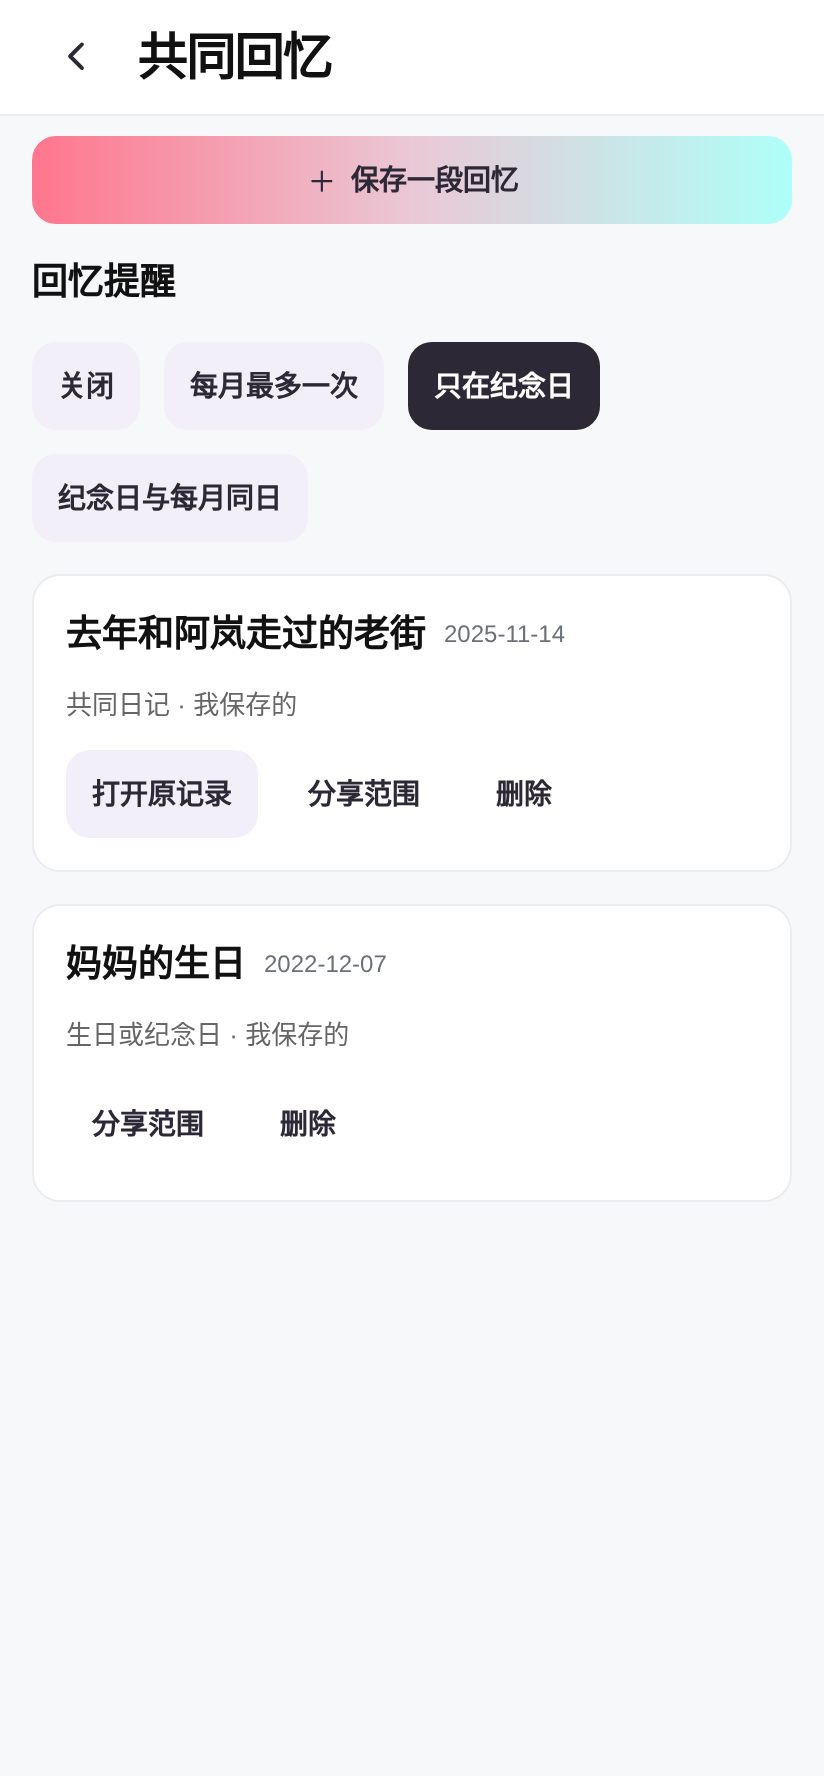 共同回忆
+ 保存一段回忆
回忆提醒
关闭 每月最多一次 只在纪念日
纪念日与每月同日
去年和阿岚走过的老街 2025-11-14
共同日记 · 我保存的
打开原记录 分享范围 删除
妈妈的生日 2022-12-07
生日或纪念日 · 我保存的
分享范围 删除